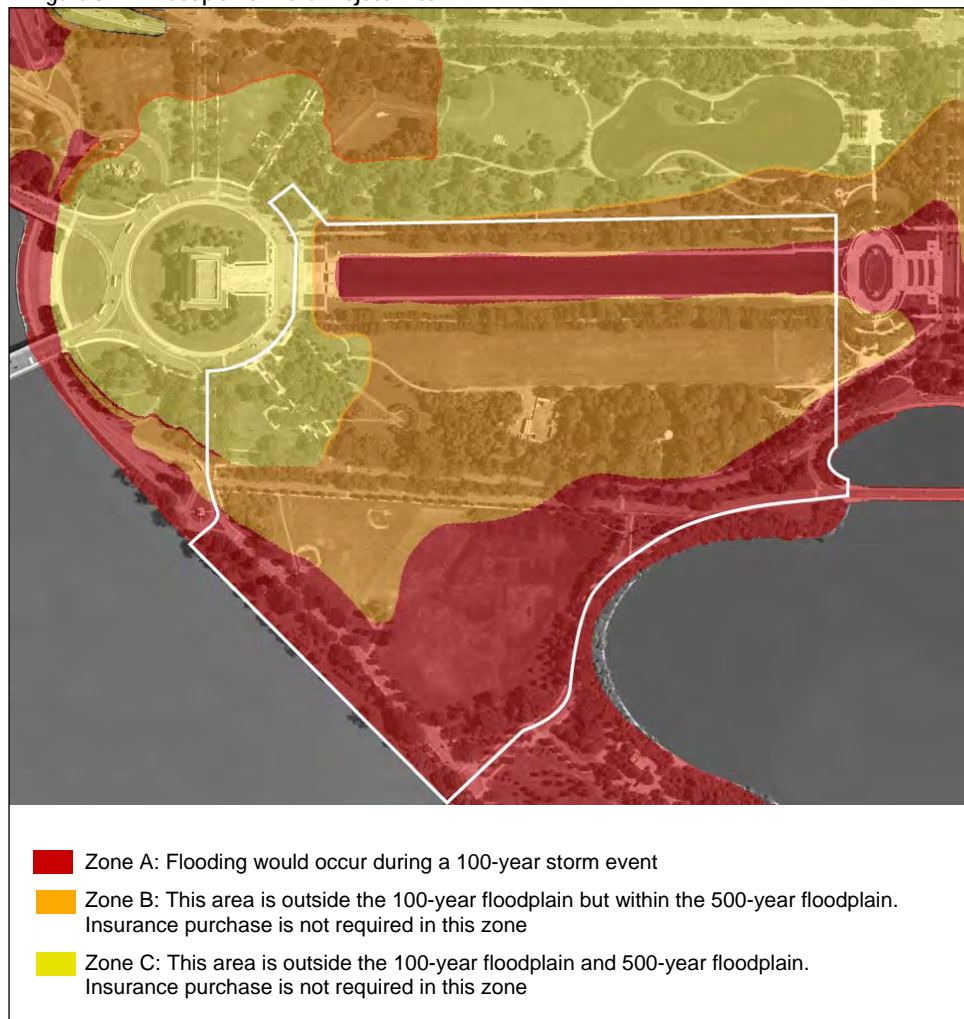 Zone A: Flooding would occur during a 100-year storm event
Zone B: This area is outside the 100-year floodplain but within the 500-year floodplain.
Insurance purchase is not required in this zone
Zone C: This area is outside the 100-year floodplain and 500-year floodplain.
Insurance purchase is not required in this zone